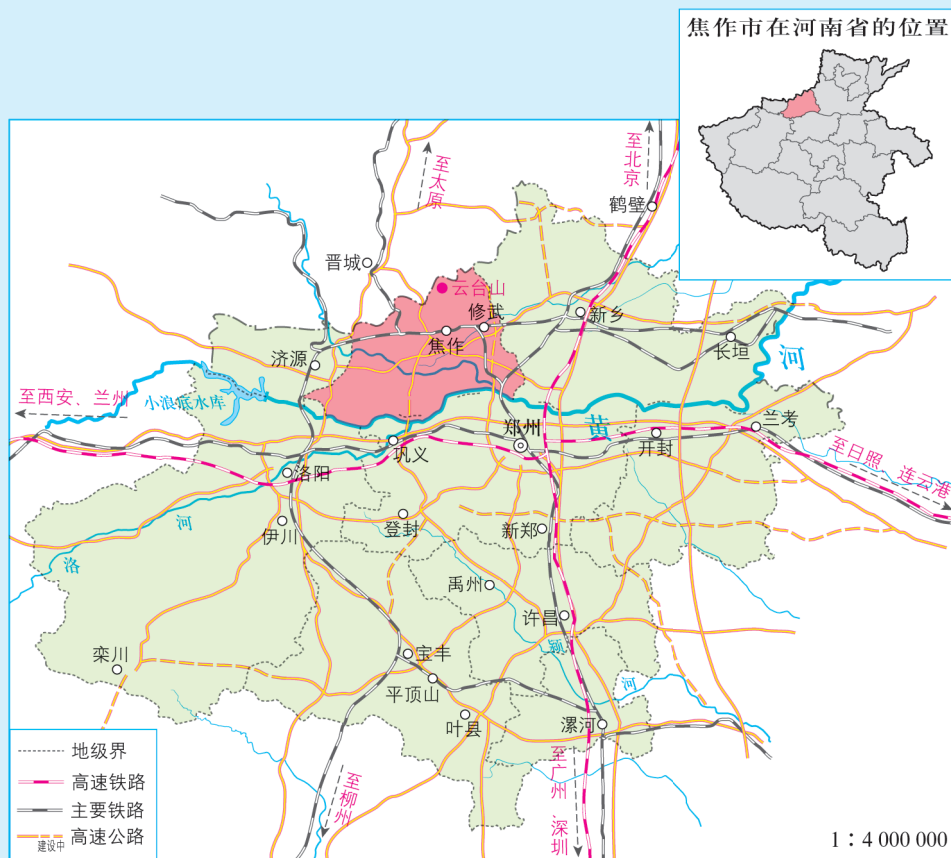 焦作市在河南省的位置
至北京
至太原
鹤壁
晋城
云台山
修武
新乡
焦作
长垣
济源
河
至西安、兰州
小浪底水库
黄
兰考
郑州
巩义
开封
至日照、连云港
洛阳
河
伊川
登封
新郑
洛
禹州
许昌
颍
栾川
宝丰
平顶山
河
叶县
漯河
至柳州
至广州、深圳
地级界
高速铁路
主要铁路
建设中 高速公路
1：4 000 000